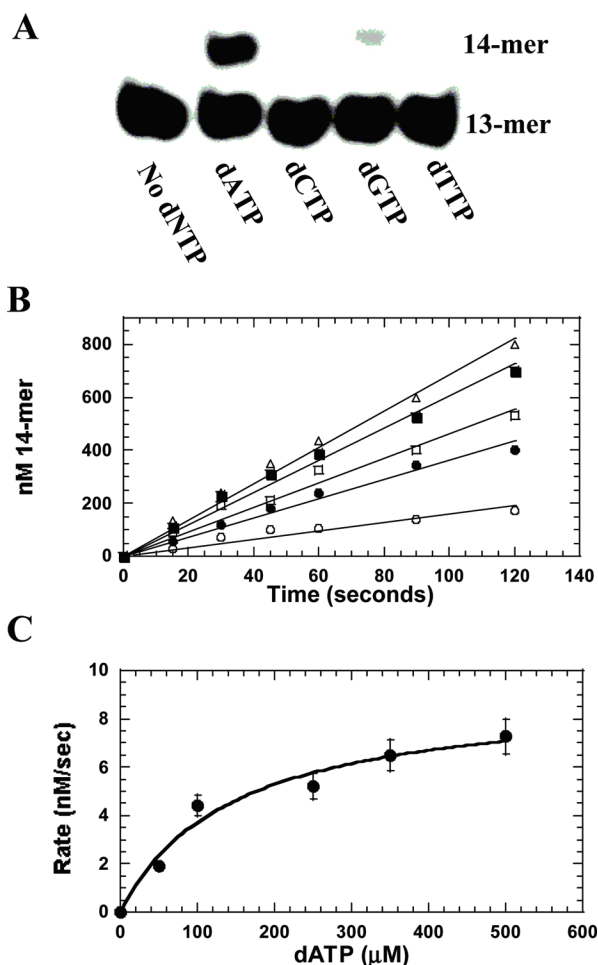 A
14-mer
13-mer
No dNTP
dATP
dCTP
dGTP
dTTP
B
nM 14-mer
800
600
400
200
0
0 20 40 60 80 100 120 140
Time (seconds)
C
Rate (nM/sec)
10
8
6
4
2
0
0 100 200 300 400 500 600
dATP (µM)